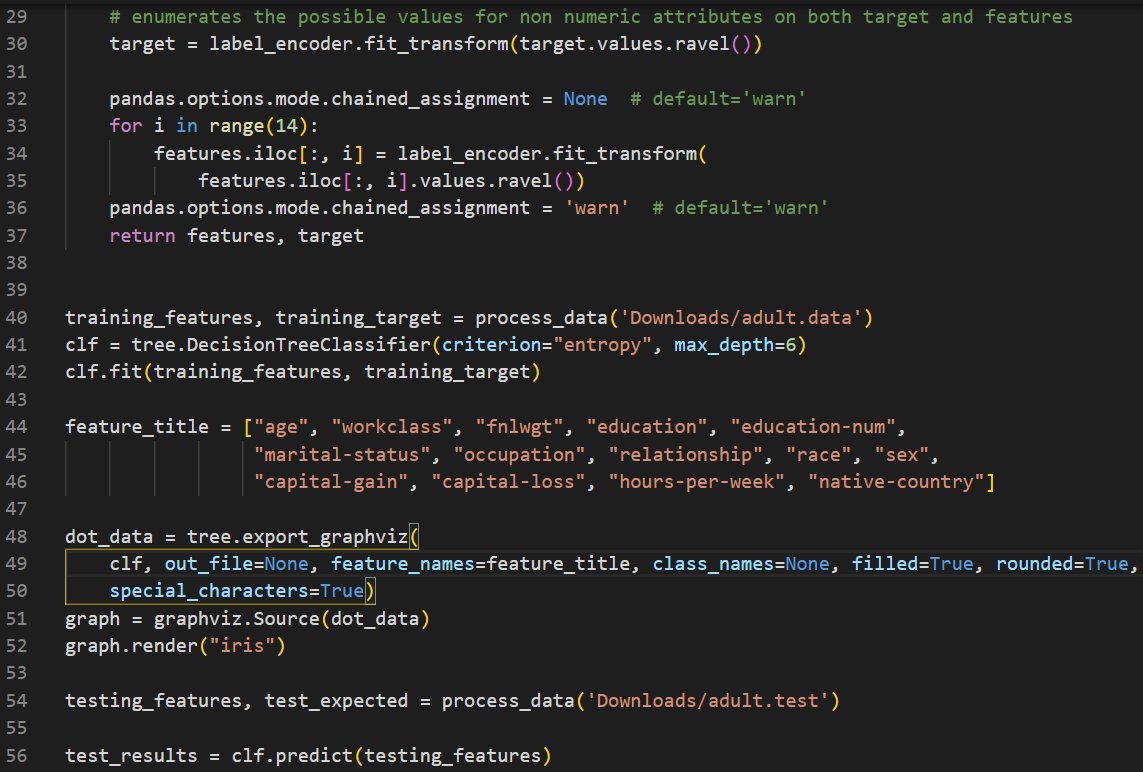 29 # enumerates the possible values for non numeric attributes on both target and features
30 target = label_encoder.fit_transform(target.values.ravel())
31
32 pandas.options.mode.chained_assignment = None  # default='warn'
33 for i in range(14):
34 features.iloc[:, i] = label_encoder.fit_transform(
35 features.iloc[:, i].values.ravel())
36 pandas.options.mode.chained_assignment = 'warn'  # default='warn'
37 return features, target
38
39
40 training_features, training_target = process_data('Downloads/adult.data')
41 clf = tree.DecisionTreeClassifier(criterion="entropy", max_depth=6)
42 clf.fit(training_features, training_target)
43
44 feature_title = ["age", "workclass", "fnlwgt", "education", "education-num",
45 "marital-status", "occupation", "relationship", "race", "sex",
46 "capital-gain", "capital-loss", "hours-per-week", "native-country"]
47
48 dot_data = tree.export_graphviz(
49 clf, out_file=None, feature_names=feature_title, class_names=None, filled=True, rounded=True,
50 special_characters=True)
51 graph = graphviz.Source(dot_data)
52 graph.render("iris")
53
54 testing_features, test_expected = process_data('Downloads/adult.test')
55
56 test_results = clf.predict(testing_features)